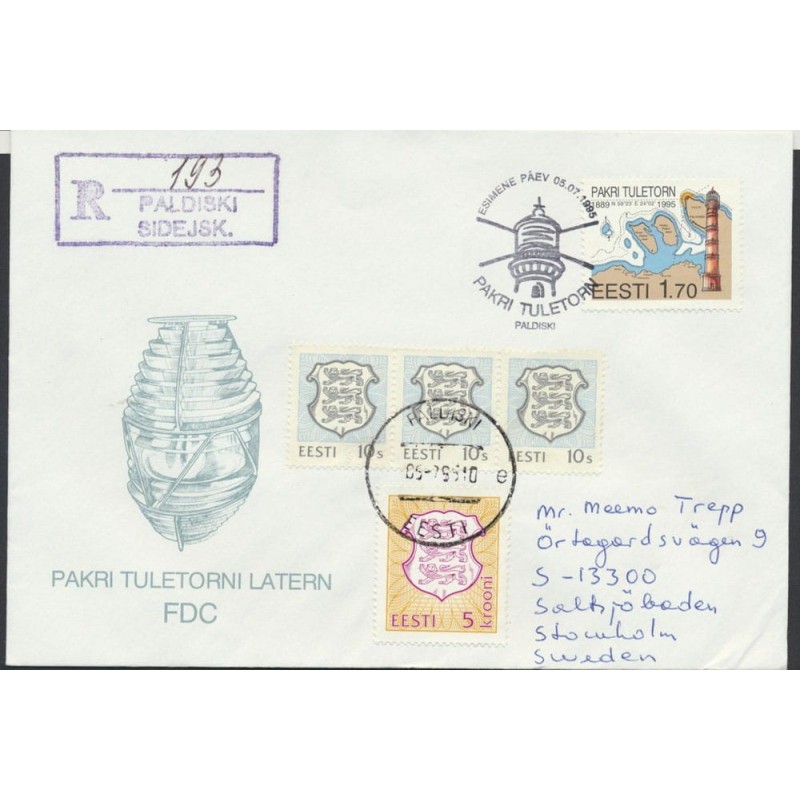 193
R
PALDISKI
SIDEJSK.
ESIMENE PÄEV 05.07.1995
PAKRI TULETORN
PALDISKI
PAKRI TULETORN
1889 1995
EESTI 1.70
EESTI 10s
EESTI 10s
EESTI 10s
PALDISKI
e
EESTI
EESTI 5 krooni
PAKRI TULETORNI LATERN
FDC
Mr. Meemo Trepp
Örtagardsvägen 9
S-13300
Saltsjöbaden
Stocmholm
Sweden